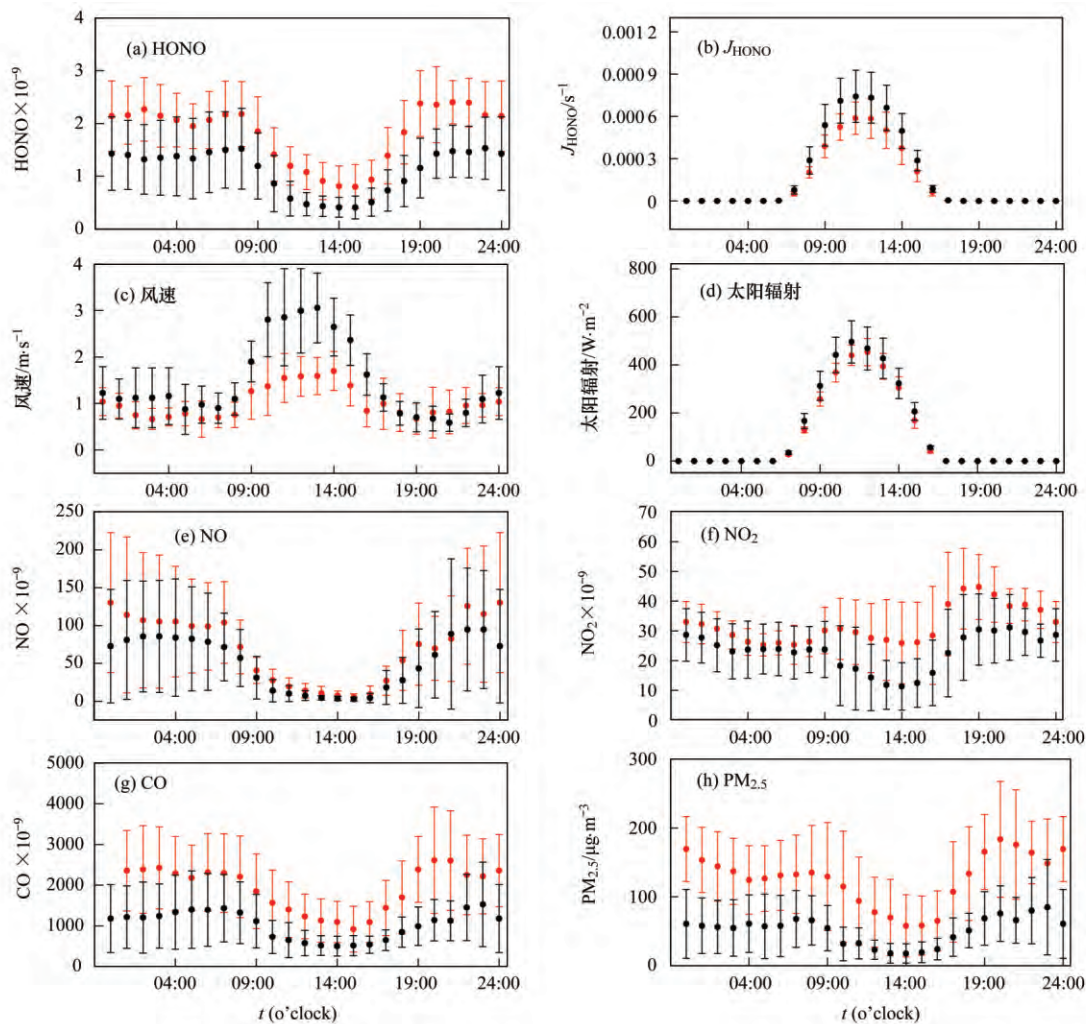 (a) HONO
HONO×10⁻⁹
4
3
2
1
0
04:00 09:00 14:00 19:00 24:00
(b) J_HONO
J_HONO/s⁻¹
0.0012
0.0009
0.0006
0.0003
0
04:00 09:00 14:00 19:00 24:00
(c) 风速
风速/m·s⁻¹
4
3
2
1
0
04:00 09:00 14:00 19:00 24:00
(d) 太阳辐射
太阳辐射/W·m⁻²
800
600
400
200
0
04:00 09:00 14:00 19:00 24:00
(e) NO
NO×10⁻⁹
250
200
150
100
50
0
04:00 09:00 14:00 19:00 24:00
(f) NO₂
NO₂×10⁻⁹
70
60
50
40
30
20
10
0
04:00 09:00 14:00 19:00 24:00
(g) CO
CO×10⁻⁹
5000
4000
3000
2000
1000
0
04:00 09:00 14:00 19:00 24:00
t (o'clock)
(h) PM₂.₅
PM₂.₅/μg·m⁻³
300
200
100
0
04:00 09:00 14:00 19:00 24:00
t (o'clock)